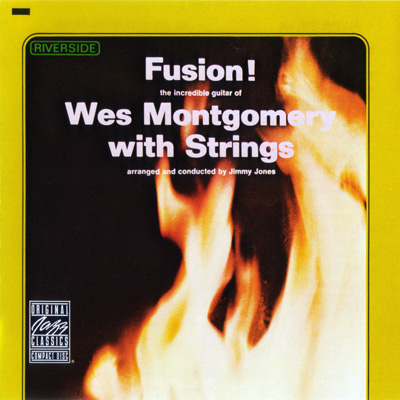 RIVERSIDE
Fusion!
the incredible guitar of
Wes Montgomery
with Strings
arranged and conducted by Jimmy Jones
ORIGINAL
Jazz
CLASSICS
COMPACT DISC